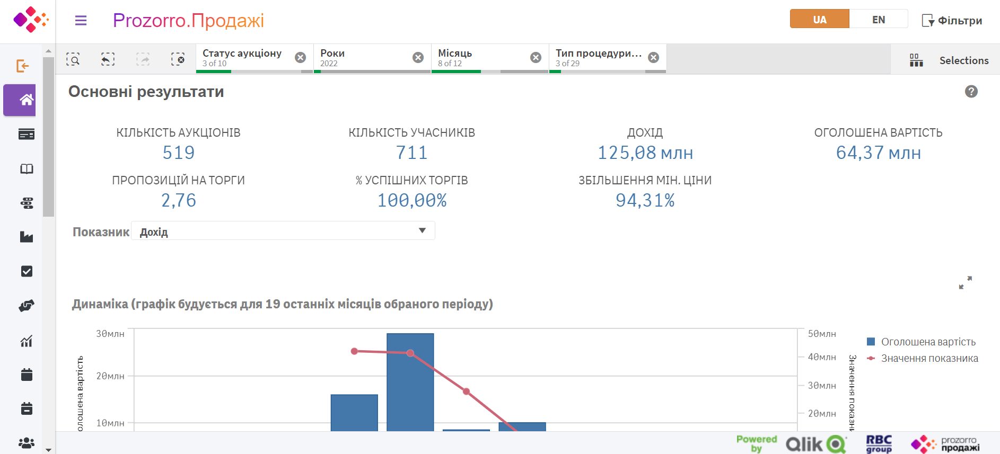 Prozorro.Продажі
UA
EN
Фільтри
Статус аукціону
3 of 10
Роки
2022
Місяць
8 of 12
Тип процедури...
3 of 29
Selections
Основні результати
КІЛЬКІСТЬ АУКЦІОНІВ
519
КІЛЬКІСТЬ УЧАСНИКІВ
711
ДОХІД
125,08 млн
ОГОЛОШЕНА ВАРТІСТЬ
64,37 млн
ПРОПОЗИЦІЙ НА ТОРГИ
2,76
% УСПІШНИХ ТОРГІВ
100,00%
ЗБІЛЬШЕННЯ МІН. ЦІНИ
94,31%
Показник
Дохід
Динаміка (графік будується для 19 останніх місяців обраного періоду)
30млн
20млн
10млн
олошена вартість
50млн
40млн
30млн
20млн
Значення показни
Оголошена вартість
Значення показника
Powered
by
Qlik
RBC
group
prozorro
продажі